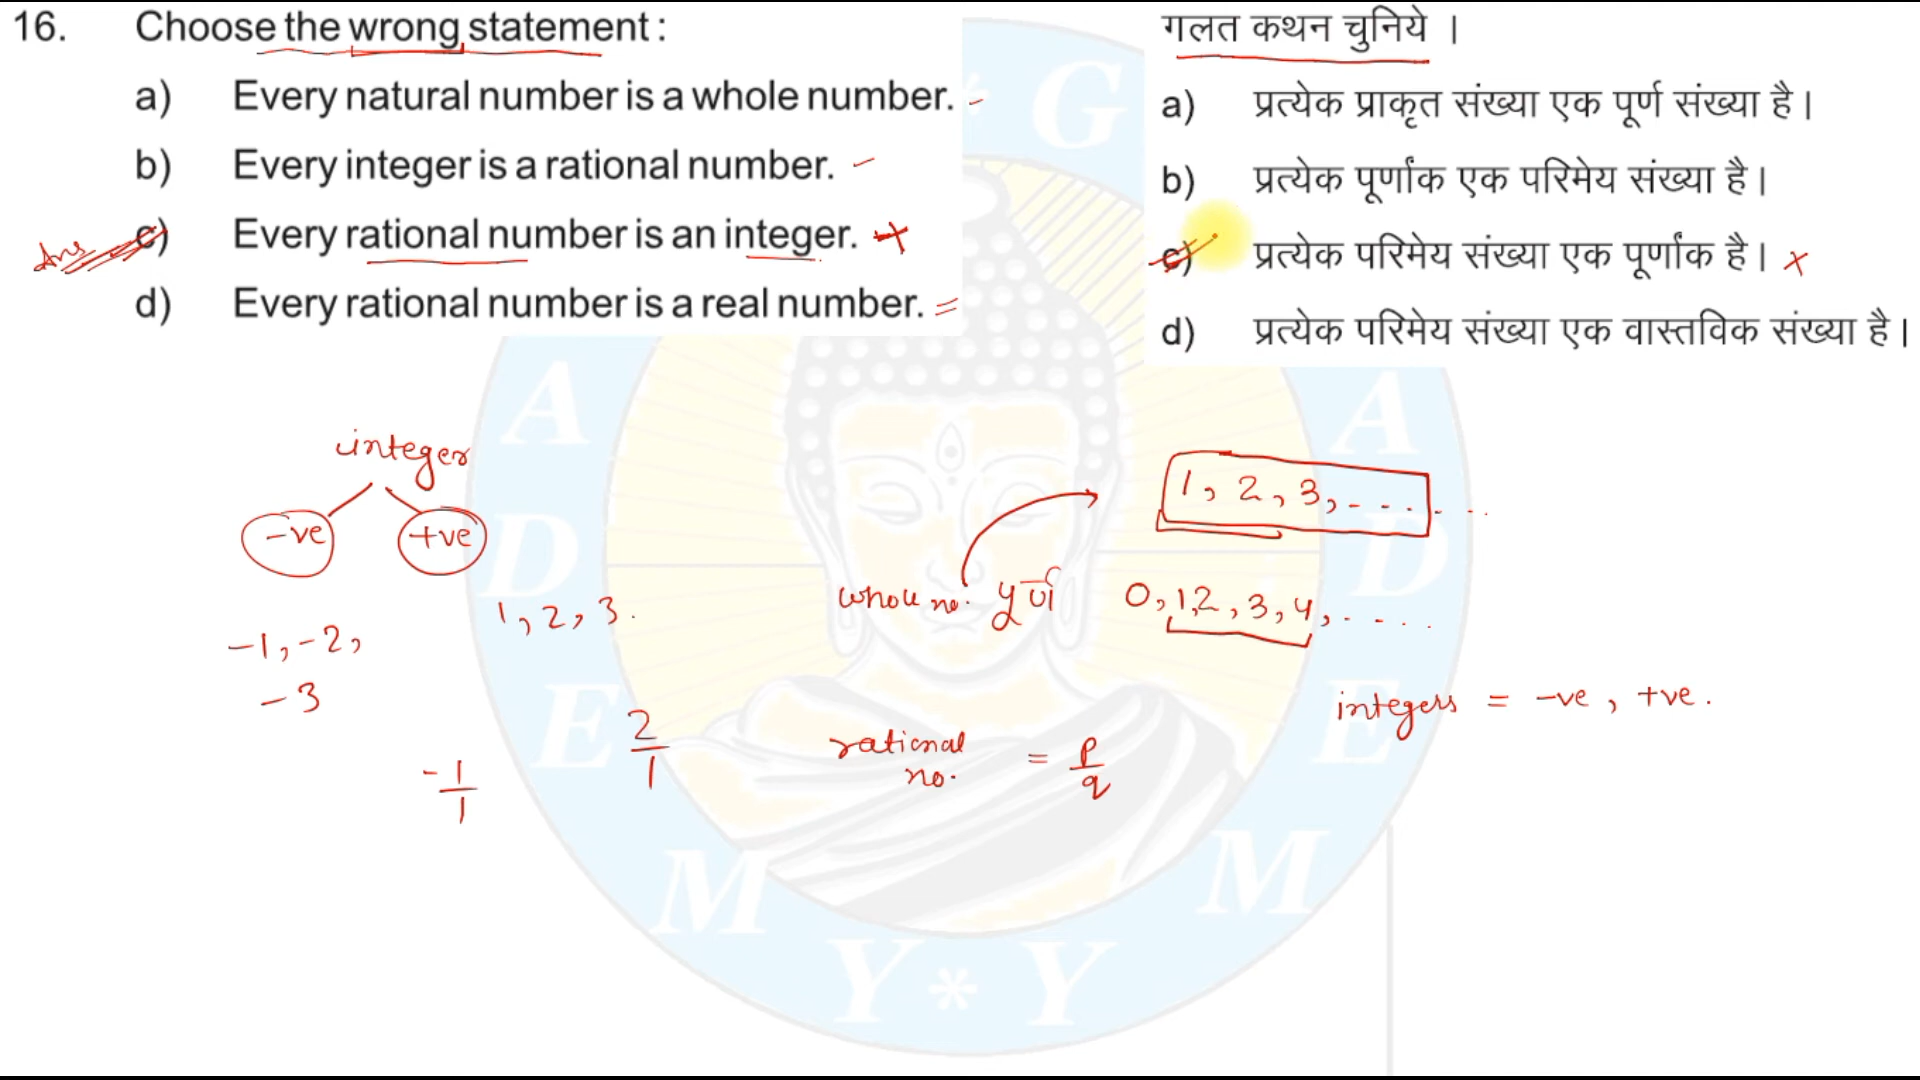 16. Choose the wrong statement :
a) Every natural number is a whole number.
b) Every integer is a rational number.
Ans c) Every rational number is an integer. ×
d) Every rational number is a real number.
गलत कथन चुनिये ।
a) प्रत्येक प्राकृत संख्या एक पूर्ण संख्या है।
b) प्रत्येक पूर्णांक एक परिमेय संख्या है।
c) प्रत्येक परिमेय संख्या एक पूर्णांक है। ×
d) प्रत्येक परिमेय संख्या एक वास्तविक संख्या है।
integer
-ve +ve
-1, -2,
-3
1, 2, 3.
-1/1
2/1
1, 2, 3, - - - - - . .
whole no. पूर्ण 0, 1, 2, 3, 4, . - - . .
rational no. = p/q
integers = -ve, +ve.
G
A D E M Y * Y M E D A